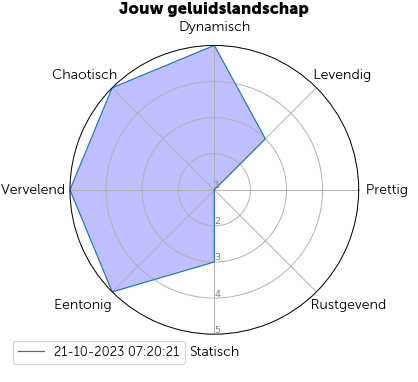 Jouw geluidslandschap
Dynamisch
Chaotisch
Levendig
Vervelend
1
Prettig
2
3
4
Eentonig
Rustgevend
5
21-10-2023 07:20:21
Statisch